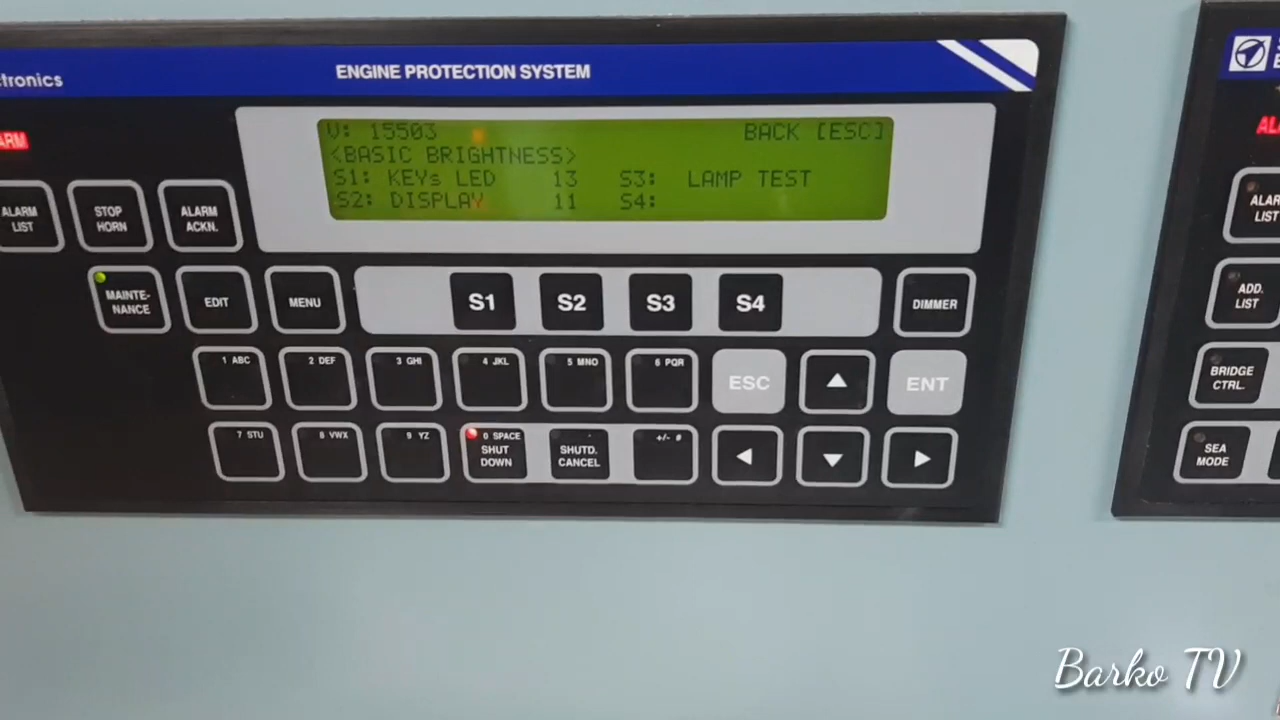 ctronics
ENGINE PROTECTION SYSTEM
V: 15503 BACK [ESC]
<BASIC BRIGHTNESS>
S1: KEYs LED 13 S3: LAMP TEST
S2: DISPLAY 11 S4:
ALARM
LIST
STOP
HORN
ALARM
ACKN.
MAINTE-
NANCE
EDIT
MENU
S1
S2
S3
S4
DIMMER
1 ABC
2 DEF
3 GHI
4 JKL
5 MNO
6 PQR
ESC
ENT
7 STU
8 VWX
9 YZ
0 SPACE
SHUT
DOWN
SHUTD.
CANCEL
+/- #
ADD.
LIST
BRIDGE
CTRL.
SEA
MODE
Barko TV